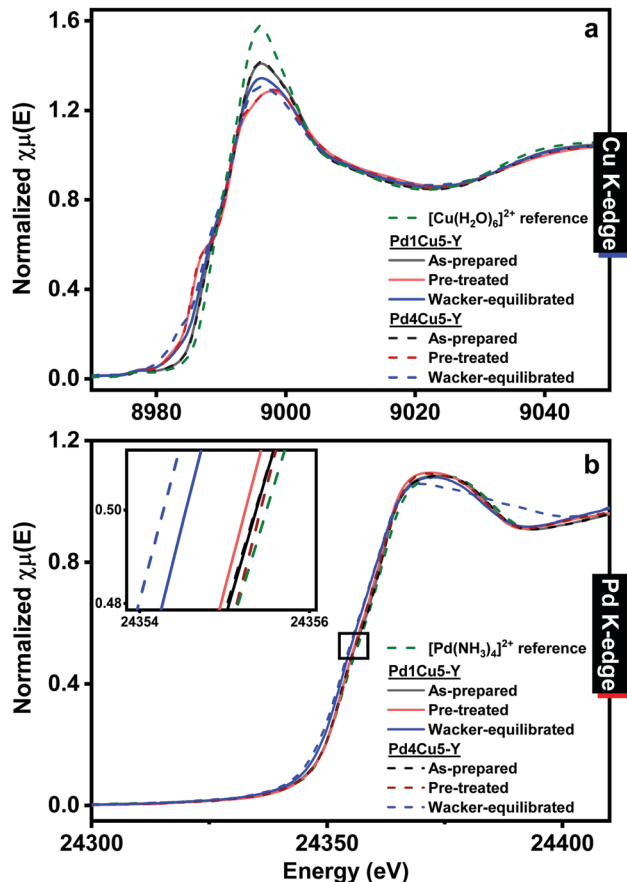 1.6
a
1.2
0.8
0.4
0.0
Normalized χμ(E)
Cu K-edge
[Cu(H2O)6]2+ reference
Pd1Cu5-Y
As-prepared
Pre-treated
Wacker-equilibrated
Pd4Cu5-Y
As-prepared
Pre-treated
Wacker-equilibrated
8980
9000
9020
9040
1.2
b
0.8
0.4
0.0
Normalized χμ(E)
0.50
0.48
24354
24356
Pd K-edge
[Pd(NH3)4]2+ reference
Pd1Cu5-Y
As-prepared
Pre-treated
Wacker-equilibrated
Pd4Cu5-Y
As-prepared
Pre-treated
Wacker-equilibrated
24300
24350
24400
Energy (eV)